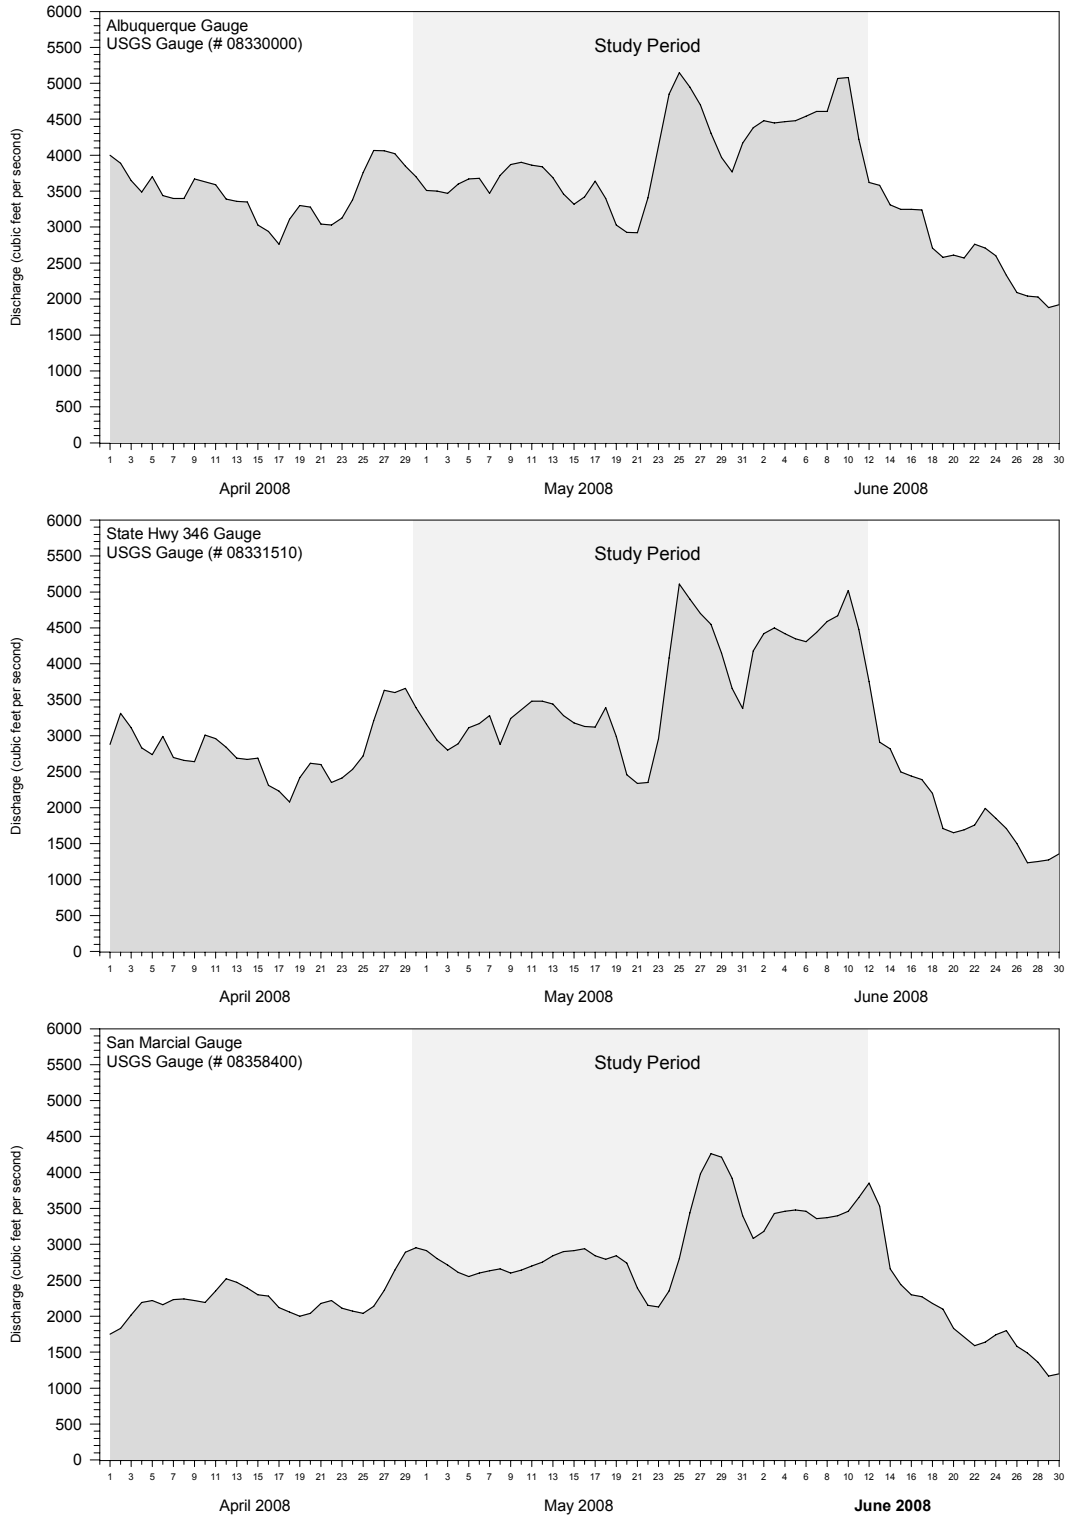 Albuquerque Gauge
USGS Gauge (# 08330000)
Study Period
Discharge (cubic feet per second)
6000
5500
5000
4500
4000
3500
3000
2500
2000
1500
1000
500
0
1 3 5 7 9 11 13 15 17 19 21 23 25 27 29 1 3 5 7 9 11 13 15 17 19 21 23 25 27 29 31 2 4 6 8 10 12 14 16 18 20 22 24 26 28 30
April 2008 May 2008 June 2008
State Hwy 346 Gauge
USGS Gauge (# 08331510)
Study Period
Discharge (cubic feet per second)
6000
5500
5000
4500
4000
3500
3000
2500
2000
1500
1000
500
0
1 3 5 7 9 11 13 15 17 19 21 23 25 27 29 1 3 5 7 9 11 13 15 17 19 21 23 25 27 29 31 2 4 6 8 10 12 14 16 18 20 22 24 26 28 30
April 2008 May 2008 June 2008
San Marcial Gauge
USGS Gauge (# 08358400)
Study Period
Discharge (cubic feet per second)
6000
5500
5000
4500
4000
3500
3000
2500
2000
1500
1000
500
0
1 3 5 7 9 11 13 15 17 19 21 23 25 27 29 1 3 5 7 9 11 13 15 17 19 21 23 25 27 29 31 2 4 6 8 10 12 14 16 18 20 22 24 26 28 30
April 2008 May 2008 June 2008